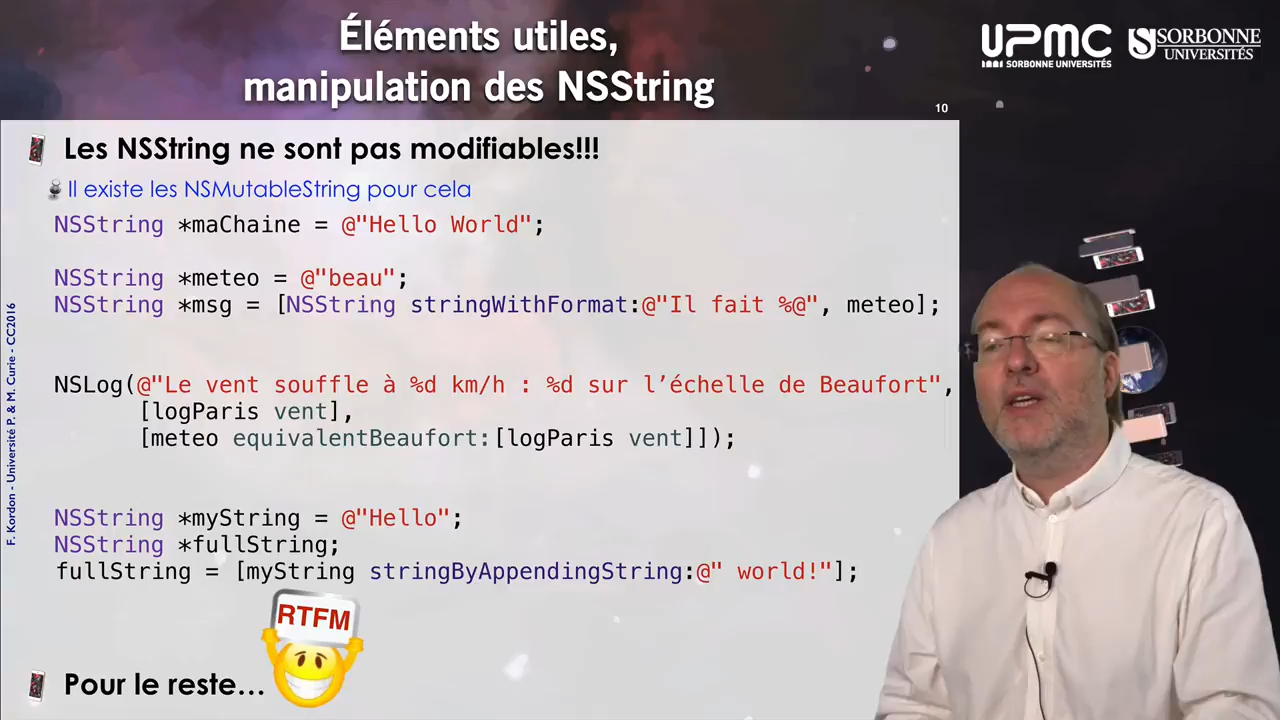 Éléments utiles,
manipulation des NSString
UPMC
SORBONNE UNIVERSITÉS
SORBONNE
UNIVERSITÉS
10
Les NSString ne sont pas modifiables!!!
Il existe les NSMutableString pour cela
NSString *maChaine = @"Hello World";
NSString *meteo = @"beau";
NSString *msg = [NSString stringWithFormat:@"Il fait %@", meteo];
NSLog(@"Le vent souffle à %d km/h : %d sur l’échelle de Beaufort",
[logParis vent],
[meteo equivalentBeaufort:[logParis vent]]);
NSString *myString = @"Hello";
NSString *fullString;
fullString = [myString stringByAppendingString:@" world!"];
RTFM
Pour le reste…
F. Kordon - Université P. & M. Curie - CC2016